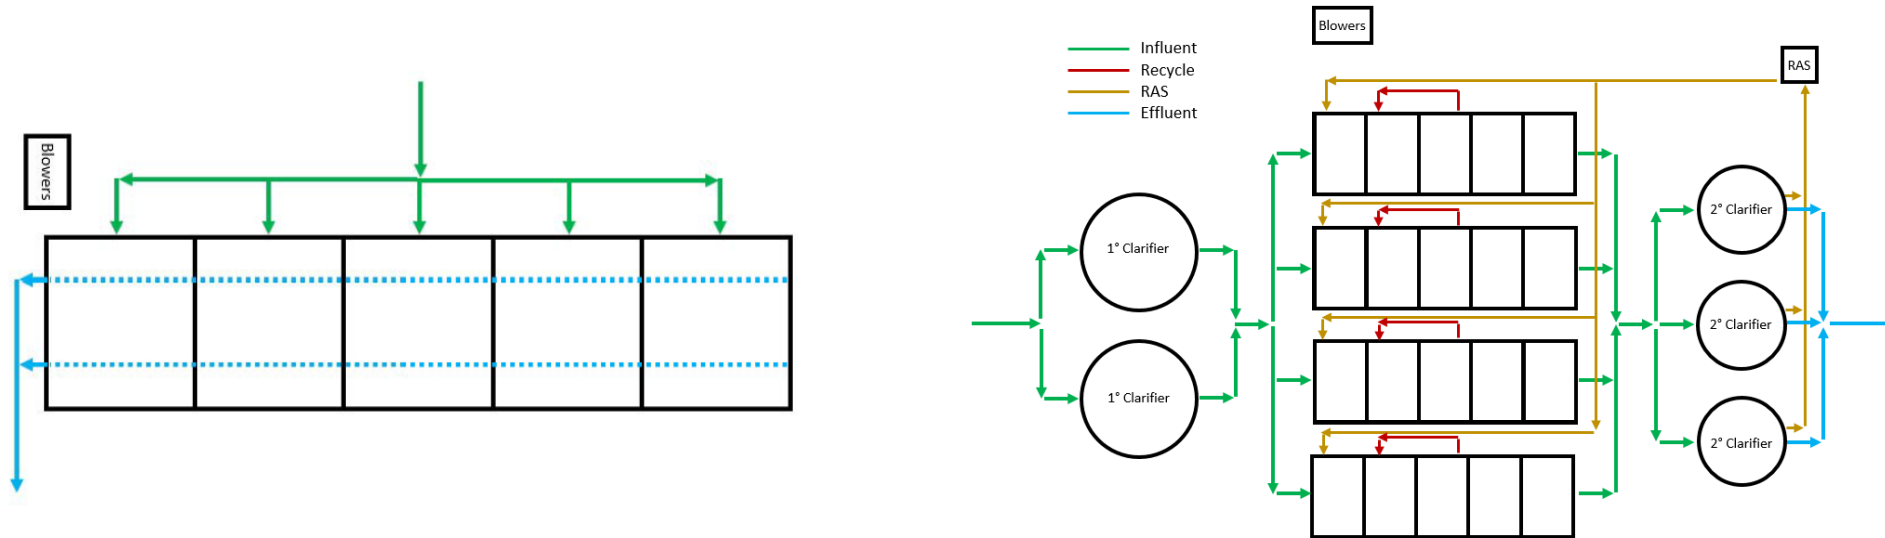 Blowers
Blowers
Influent
Recycle
RAS
Effluent
RAS
1° Clarifier
1° Clarifier
2° Clarifier
2° Clarifier
2° Clarifier